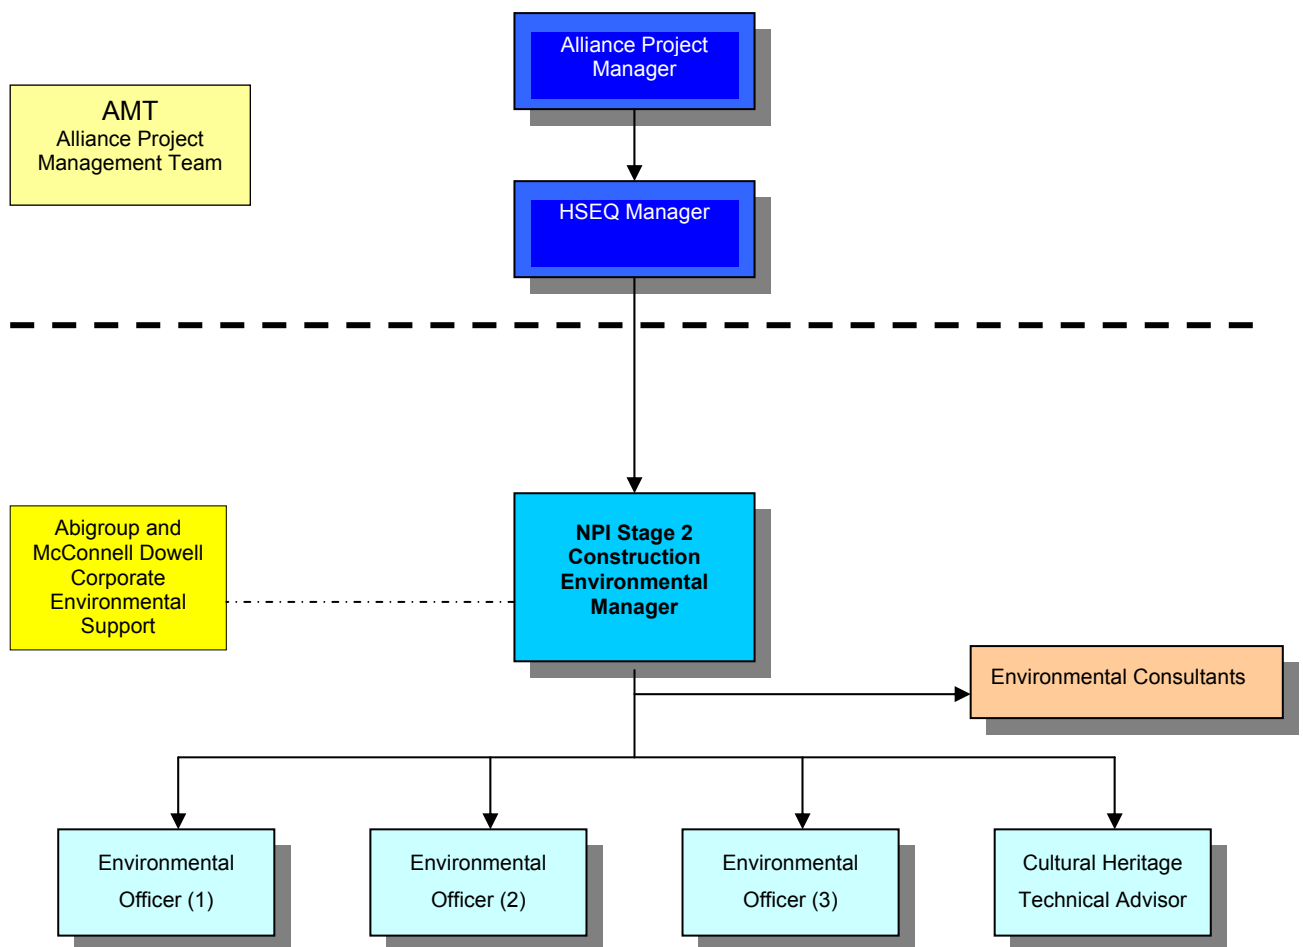 Alliance Project
Manager
AMT
Alliance Project
Management Team
HSEQ Manager
Abigroup and
McConnell Dowell
Corporate
Environmental
Support
NPI Stage 2
Construction
Environmental
Manager
Environmental Consultants
Environmental
Officer (1)
Environmental
Officer (2)
Environmental
Officer (3)
Cultural Heritage
Technical Advisor